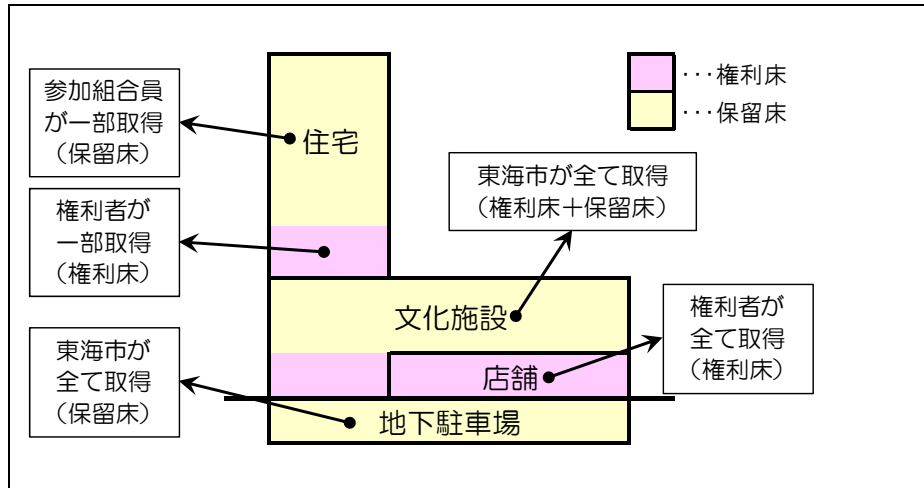 ・・・権利床
・・・保留床
参加組合員
が一部取得
（保留床）
住宅
東海市が全て取得
（権利床＋保留床）
権利者が
一部取得
（権利床）
文化施設
権利者が
全て取得
（権利床）
東海市が
全て取得
（保留床）
店舗
地下駐車場